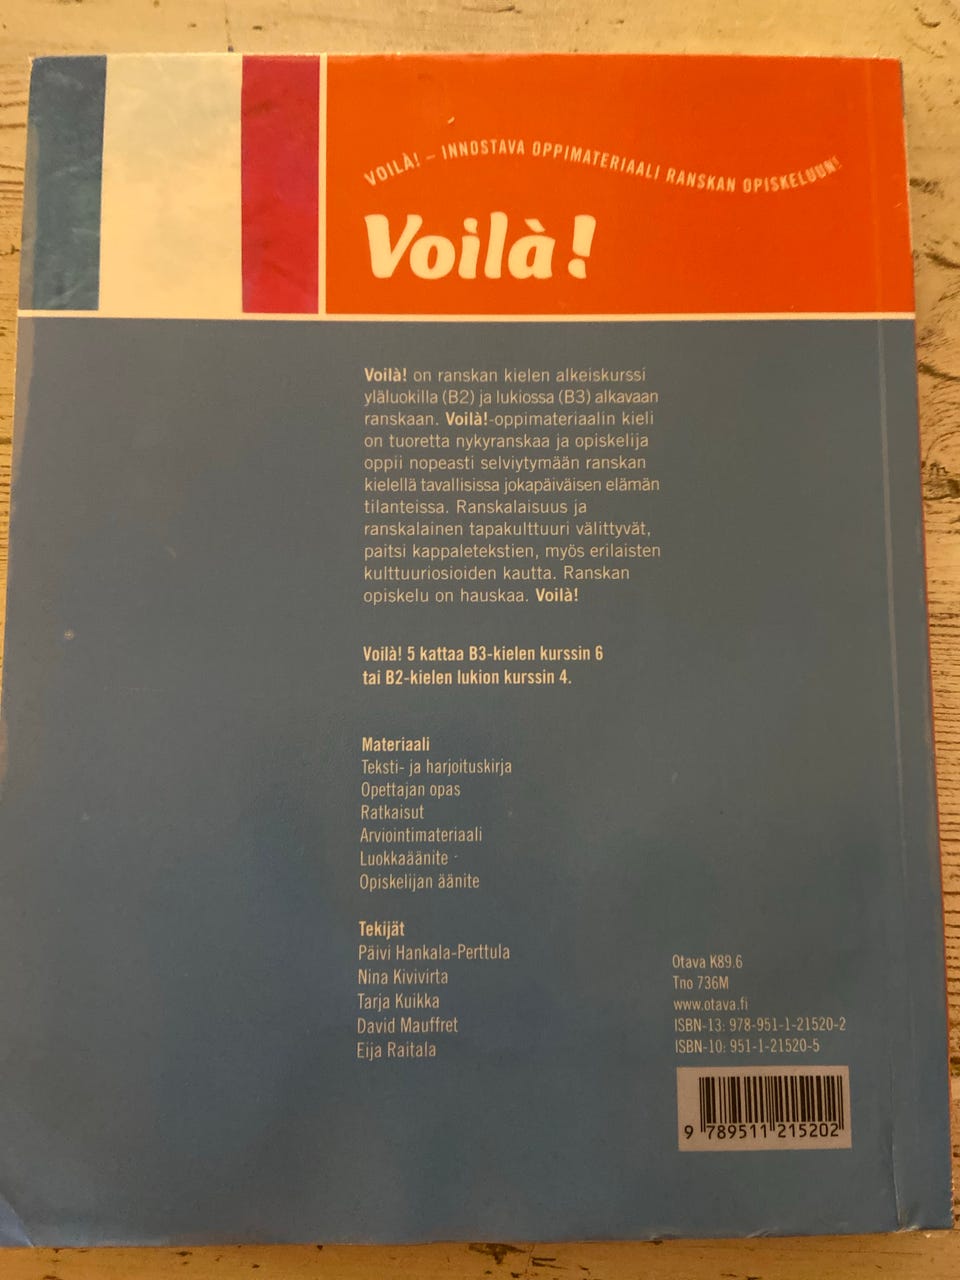 VOILÀ! – INNOSTAVA OPPIMATERIAALI RANSKAN OPISKELUUN!
Voilà!
Voilà! on ranskan kielen alkeiskurssi
yläluokilla (B2) ja lukiossa (B3) alkavaan
ranskaan. Voilà!-oppimateriaalin kieli
on tuoretta nykyranskaa ja opiskelija
oppii nopeasti selviytymään ranskan
kielellä tavallisissa jokapäiväisen elämän
tilanteissa. Ranskalaisuus ja
ranskalainen tapakulttuuri välittyvät,
paitsi kappaletekstien, myös erilaisten
kulttuuriosioiden kautta. Ranskan
opiskelu on hauskaa. Voilà!
Voilà! 5 kattaa B3-kielen kurssin 6
tai B2-kielen lukion kurssin 4.
Materiaali
Teksti- ja harjoituskirja
Opettajan opas
Ratkaisut
Arviointimateriaali
Luokkaäänite
Opiskelijan äänite
Tekijät
Päivi Hankala-Perttula
Nina Kivivirta
Tarja Kuikka
David Mauffret
Eija Raitala
Otava K89.6
Tno 736M
www.otava.fi
ISBN-13: 978-951-1-21520-2
ISBN-10: 951-1-21520-5
9 789511 215202